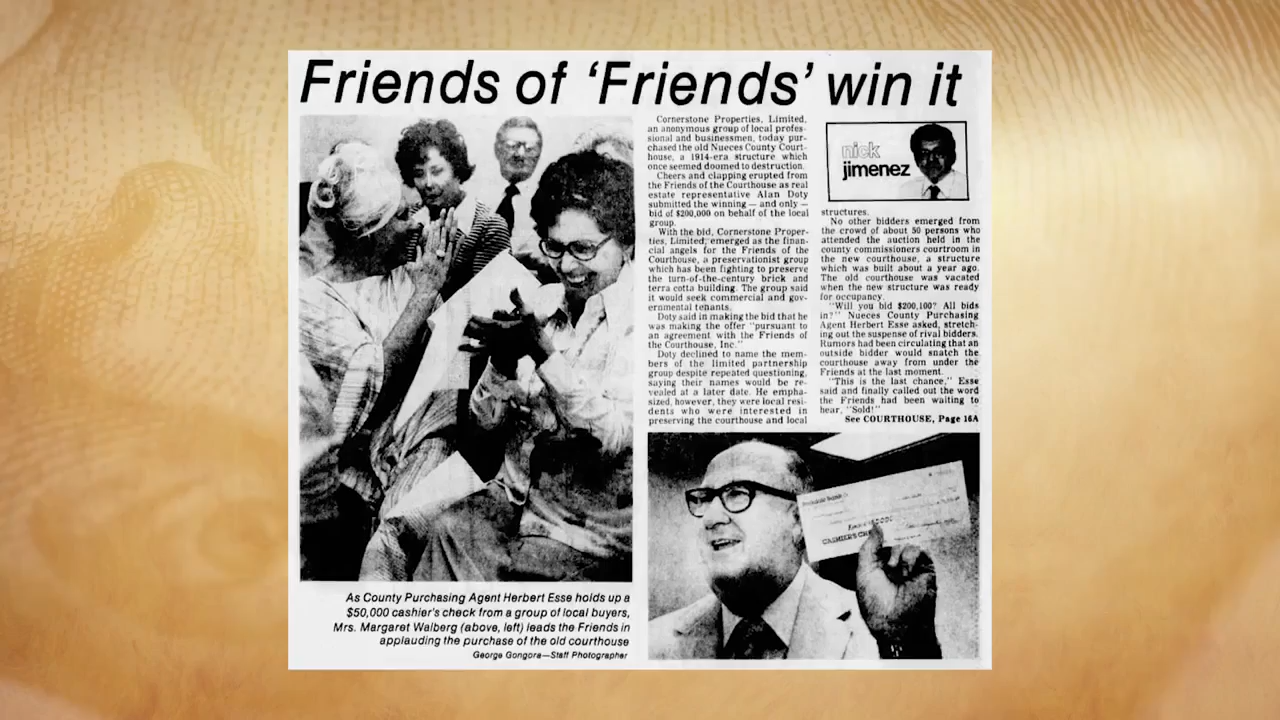 Friends of ‘Friends’ win it
Cornerstone Properties, Limited,
an anonymous group of local profes-
sional and businessmen, today pur-
chased the old Nueces County Court-
house, a 1914-era structure which
once seemed doomed to destruction.
Cheers and clapping erupted from
the Friends of the Courthouse as real
estate representative Alan Doty
submitted the winning — and only —
bid of $200,000 on behalf of the local
group.
With the bid, Cornerstone Proper-
ties, Limited, emerged as the finan-
cial angels for the Friends of the
Courthouse, a preservationist group
which has been fighting to preserve
the turn-of-the-century brick and
terra cotta building. The group said
it would seek commercial and gov-
ernmental tenants.
Doty said in making the bid that he
was making the offer "pursuant to
an agreement with the Friends of
the Courthouse, Inc."
Doty declined to name the mem-
bers of the limited partnership
group despite repeated questioning,
saying their names would be re-
vealed at a later date. He empha-
sized, however, they were local resi-
dents who were interested in
preserving the courthouse and local
nick
jimenez
structures.
No other bidders emerged from
the crowd of about 50 persons who
attended the auction held in the
county commissioners courtroom in
the new courthouse, a structure
which was built about a year ago.
The old courthouse was vacated
when the new structure was ready
for occupancy.
"Will you bid $200,100? All bids
in?" Nueces County Purchasing
Agent Herbert Esse asked, stretch-
ing out the suspense of rival bidders.
Rumors had been circulating that an
outside bidder would snatch the
courthouse away from under the
Friends at the last moment.
"This is the last chance," Esse
said and finally called out the word
the Friends had been waiting to
hear, "Sold!"
See COURTHOUSE, Page 16A
CASHIER'S
As County Purchasing Agent Herbert Esse holds up a
$50,000 cashier's check from a group of local buyers,
Mrs. Margaret Walberg (above, left) leads the Friends in
applauding the purchase of the old courthouse
George Gongora—Staff Photographer